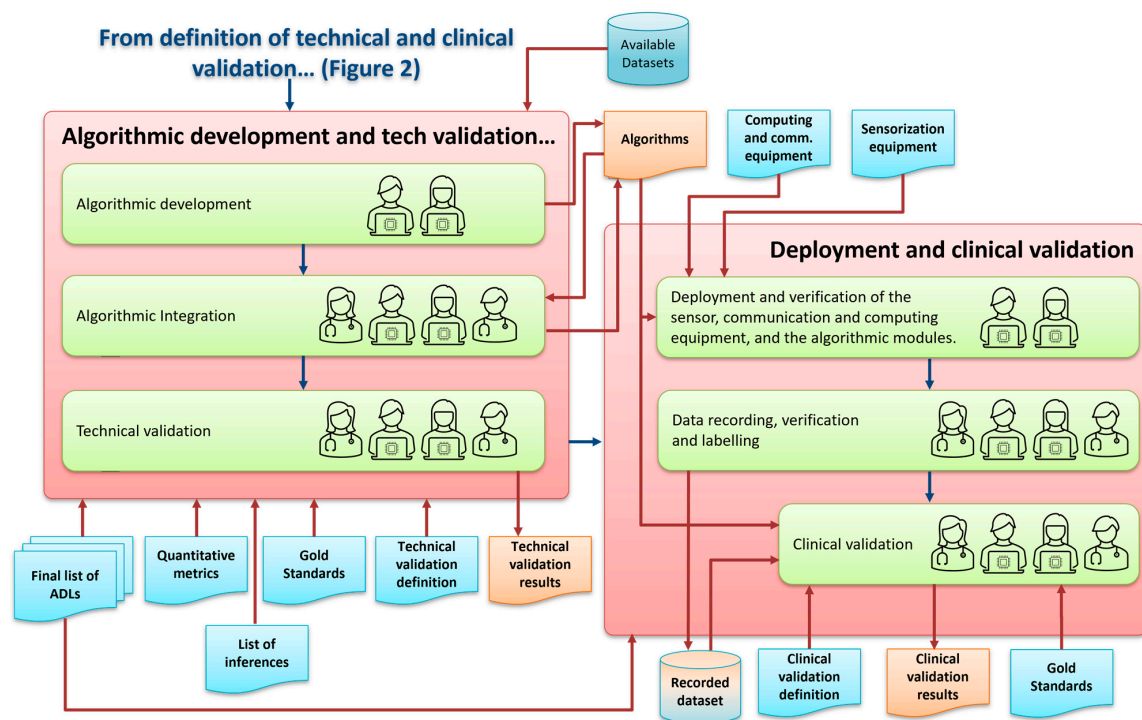 From definition of technical and clinical
validation... (Figure 2)
Available
Datasets
Algorithmic development and tech validation...
Algorithms
Computing
and comm.
equipment
Sensorization
equipment
Algorithmic development
Algorithmic Integration
Technical validation
Deployment and clinical validation
Deployment and verification of the
sensor, communication and computing
equipment, and the algorithmic modules.
Data recording, verification
and labelling
Clinical validation
Final list of
ADLs
Quantitative
metrics
List of
inferences
Gold
Standards
Technical
validation
definition
Technical
validation
results
Recorded
dataset
Clinical
validation
definition
Clinical
validation
results
Gold
Standards